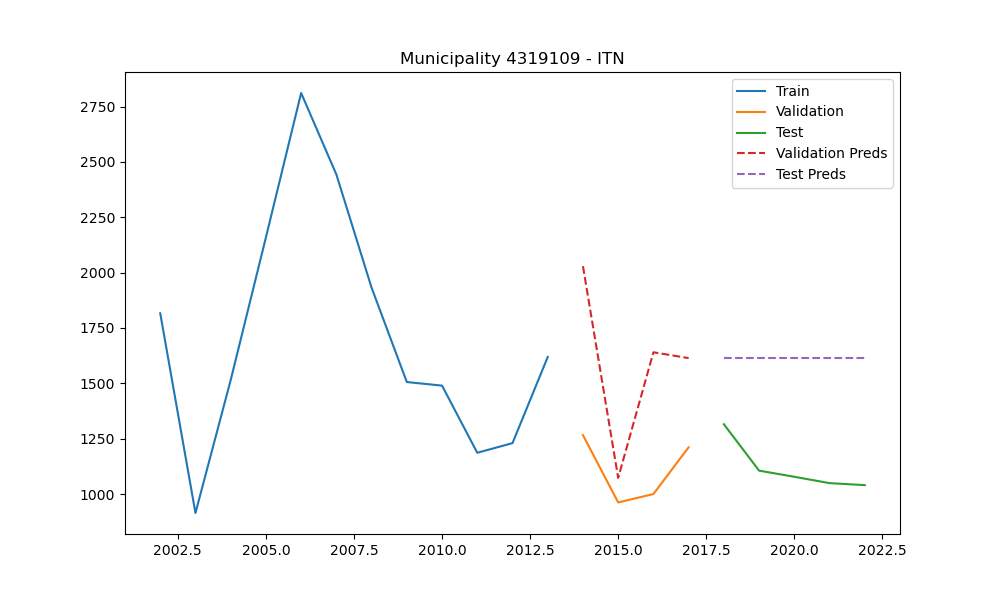 Municipality 4319109 - ITN
Train
Validation
Test
Validation Preds
Test Preds
2750
2500
2250
2000
1750
1500
1250
1000
2002.5 2005.0 2007.5 2010.0 2012.5 2015.0 2017.5 2020.0 2022.5